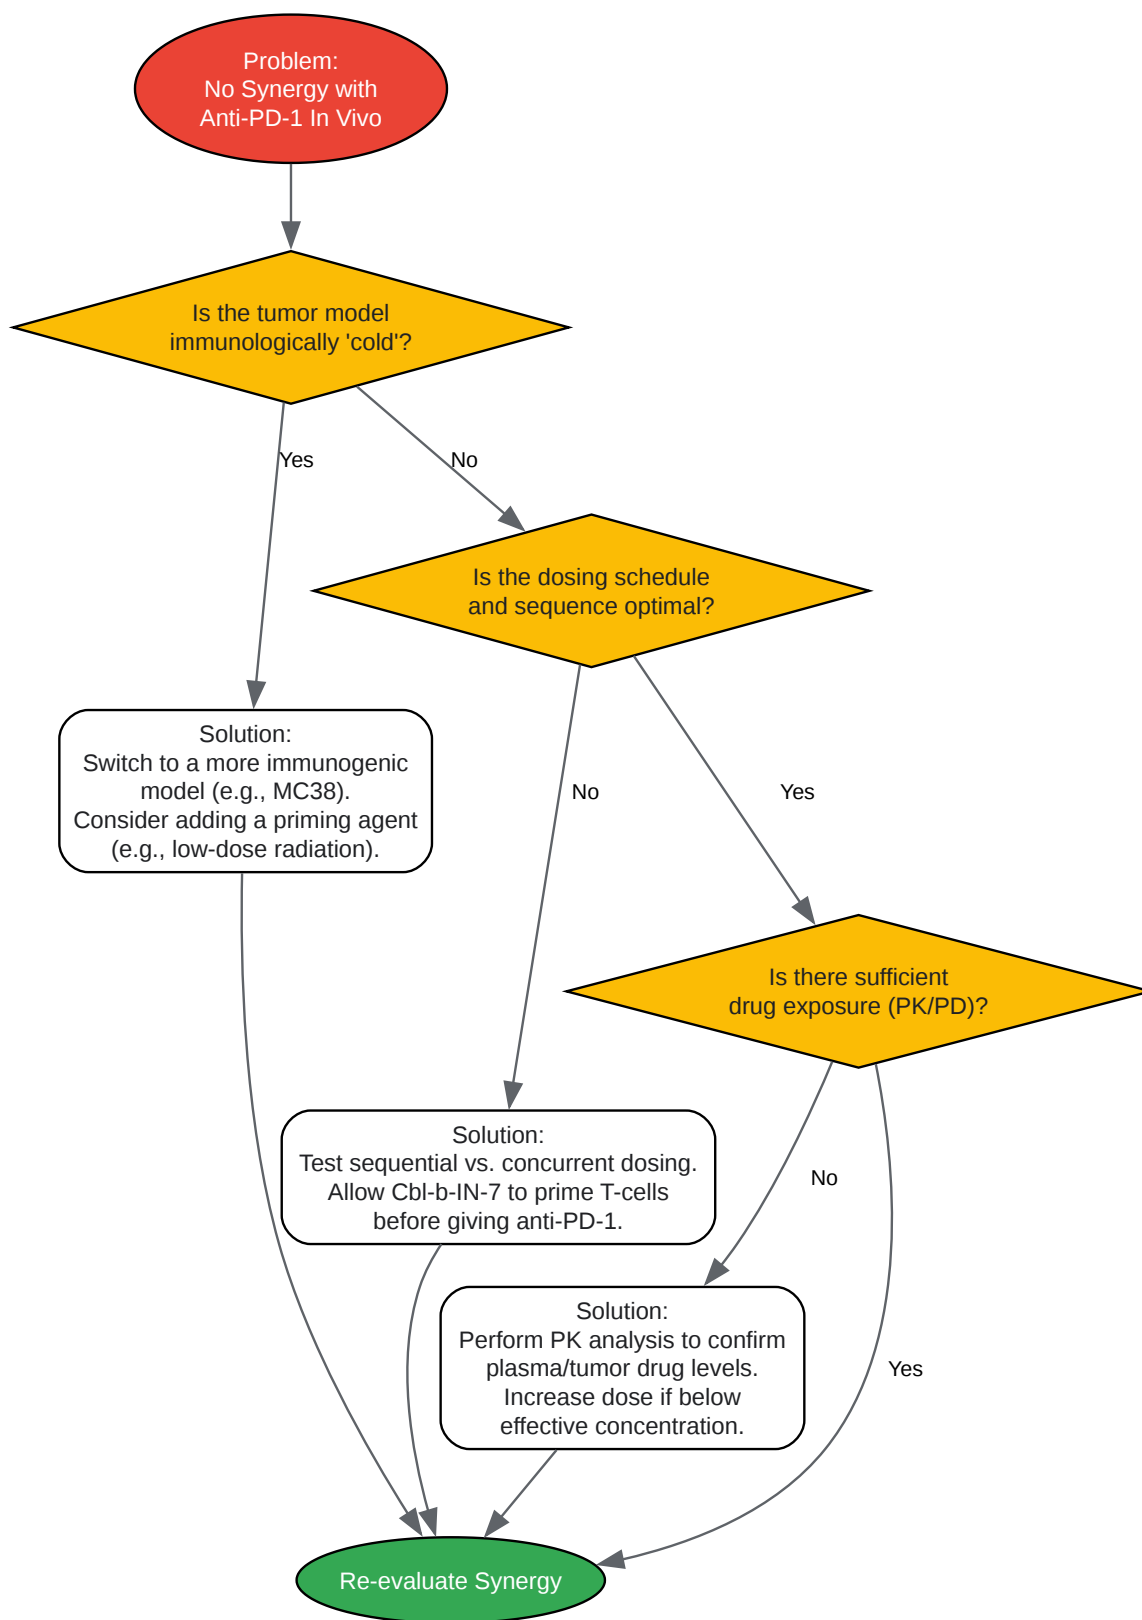 Problem:
No Synergy with
Anti-PD-1 In Vivo
Is the tumor model
immunologically 'cold'?
Yes
No
Is the dosing schedule
and sequence optimal?
Solution:
Switch to a more immunogenic
model (e.g., MC38).
Consider adding a priming agent
(e.g., low-dose radiation).
No
Yes
Is there sufficient
drug exposure (PK/PD)?
Solution:
Test sequential vs. concurrent dosing.
Allow Cbl-b-IN-7 to prime T-cells
before giving anti-PD-1.
No
Solution:
Perform PK analysis to confirm
plasma/tumor drug levels.
Increase dose if below
effective concentration.
Yes
Re-evaluate Synergy